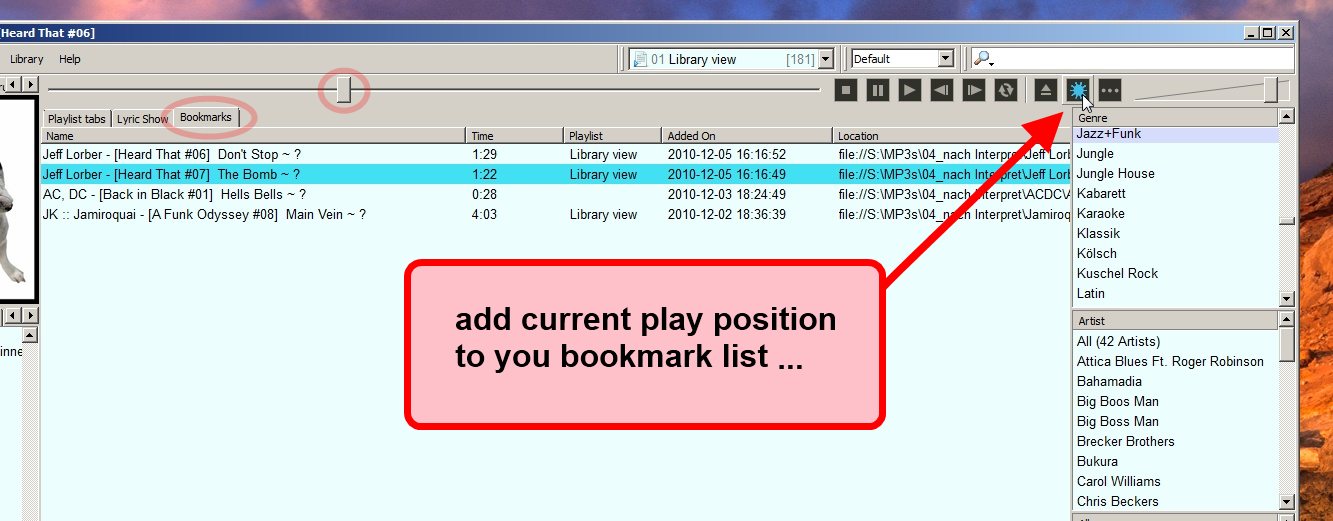 [Heard That #06]
Library Help
01 Library view [181]
Default
Playlist tabs Lyric Show Bookmarks
Name Time Playlist Added On Location
Jeff Lorber - [Heard That #06] Don't Stop ~ ? 1:29 Library view 2010-12-05 16:16:52 file://S:\MP3s\04_nach Interpret\Jeff Lorb
Jeff Lorber - [Heard That #07] The Bomb ~ ? 1:22 Library view 2010-12-05 16:16:49 file://S:\MP3s\04_nach Interpret\Jeff Lorb
AC, DC - [Back in Black #01] Hells Bells ~ ? 0:28 2010-12-03 18:24:49 file://S:\MP3s\04_nach Interpret\ACDC\A
JK :: Jamiroquai - [A Funk Odyssey #08] Main Vein ~ ? 4:03 Library view 2010-12-02 18:36:39 file://S:\MP3s\04_nach Interpret\Jamiroq
add current play position
to you bookmark list ...
inne
Genre
Jazz+Funk
Jungle
Jungle House
Kabarett
Karaoke
Klassik
Kölsch
Kuschel Rock
Latin
Artist
All (42 Artists)
Attica Blues Ft. Roger Robinson
Bahamadia
Big Boos Man
Big Boss Man
Brecker Brothers
Bukura
Carol Williams
Chris Beckers